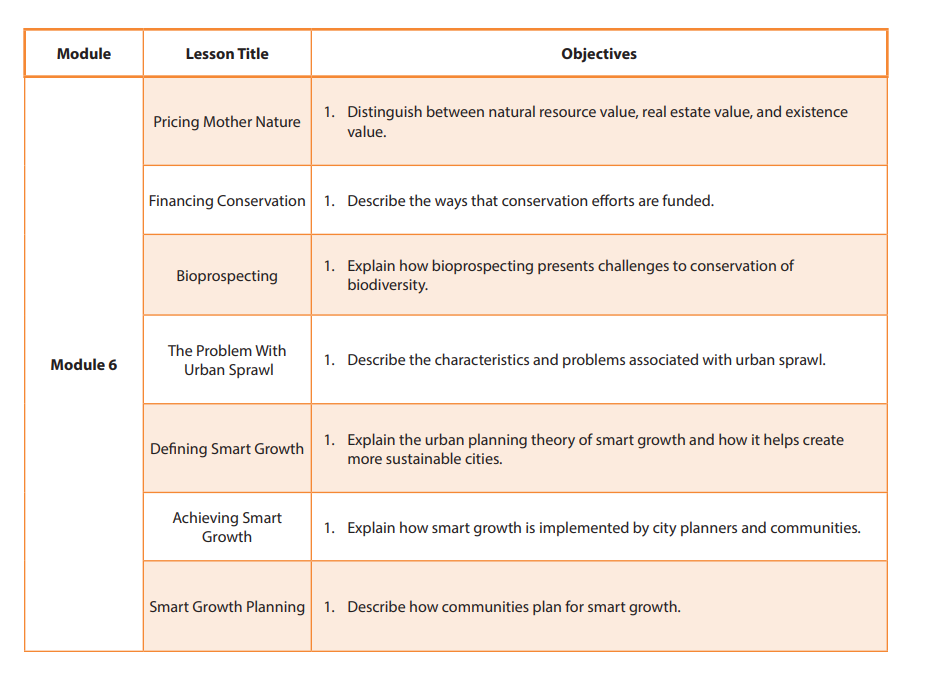 Module Lesson Title Objectives
Pricing Mother Nature
1. Distinguish between natural resource value, real estate value, and existence
value.
Financing Conservation
1. Describe the ways that conservation efforts are funded.
Bioprospecting
1. Explain how bioprospecting presents challenges to conservation of
biodiversity.
Module 6
The Problem With
Urban Sprawl
1. Describe the characteristics and problems associated with urban sprawl.
Defining Smart Growth
1. Explain the urban planning theory of smart growth and how it helps create
more sustainable cities.
Achieving Smart
Growth
1. Explain how smart growth is implemented by city planners and communities.
Smart Growth Planning
1. Describe how communities plan for smart growth.